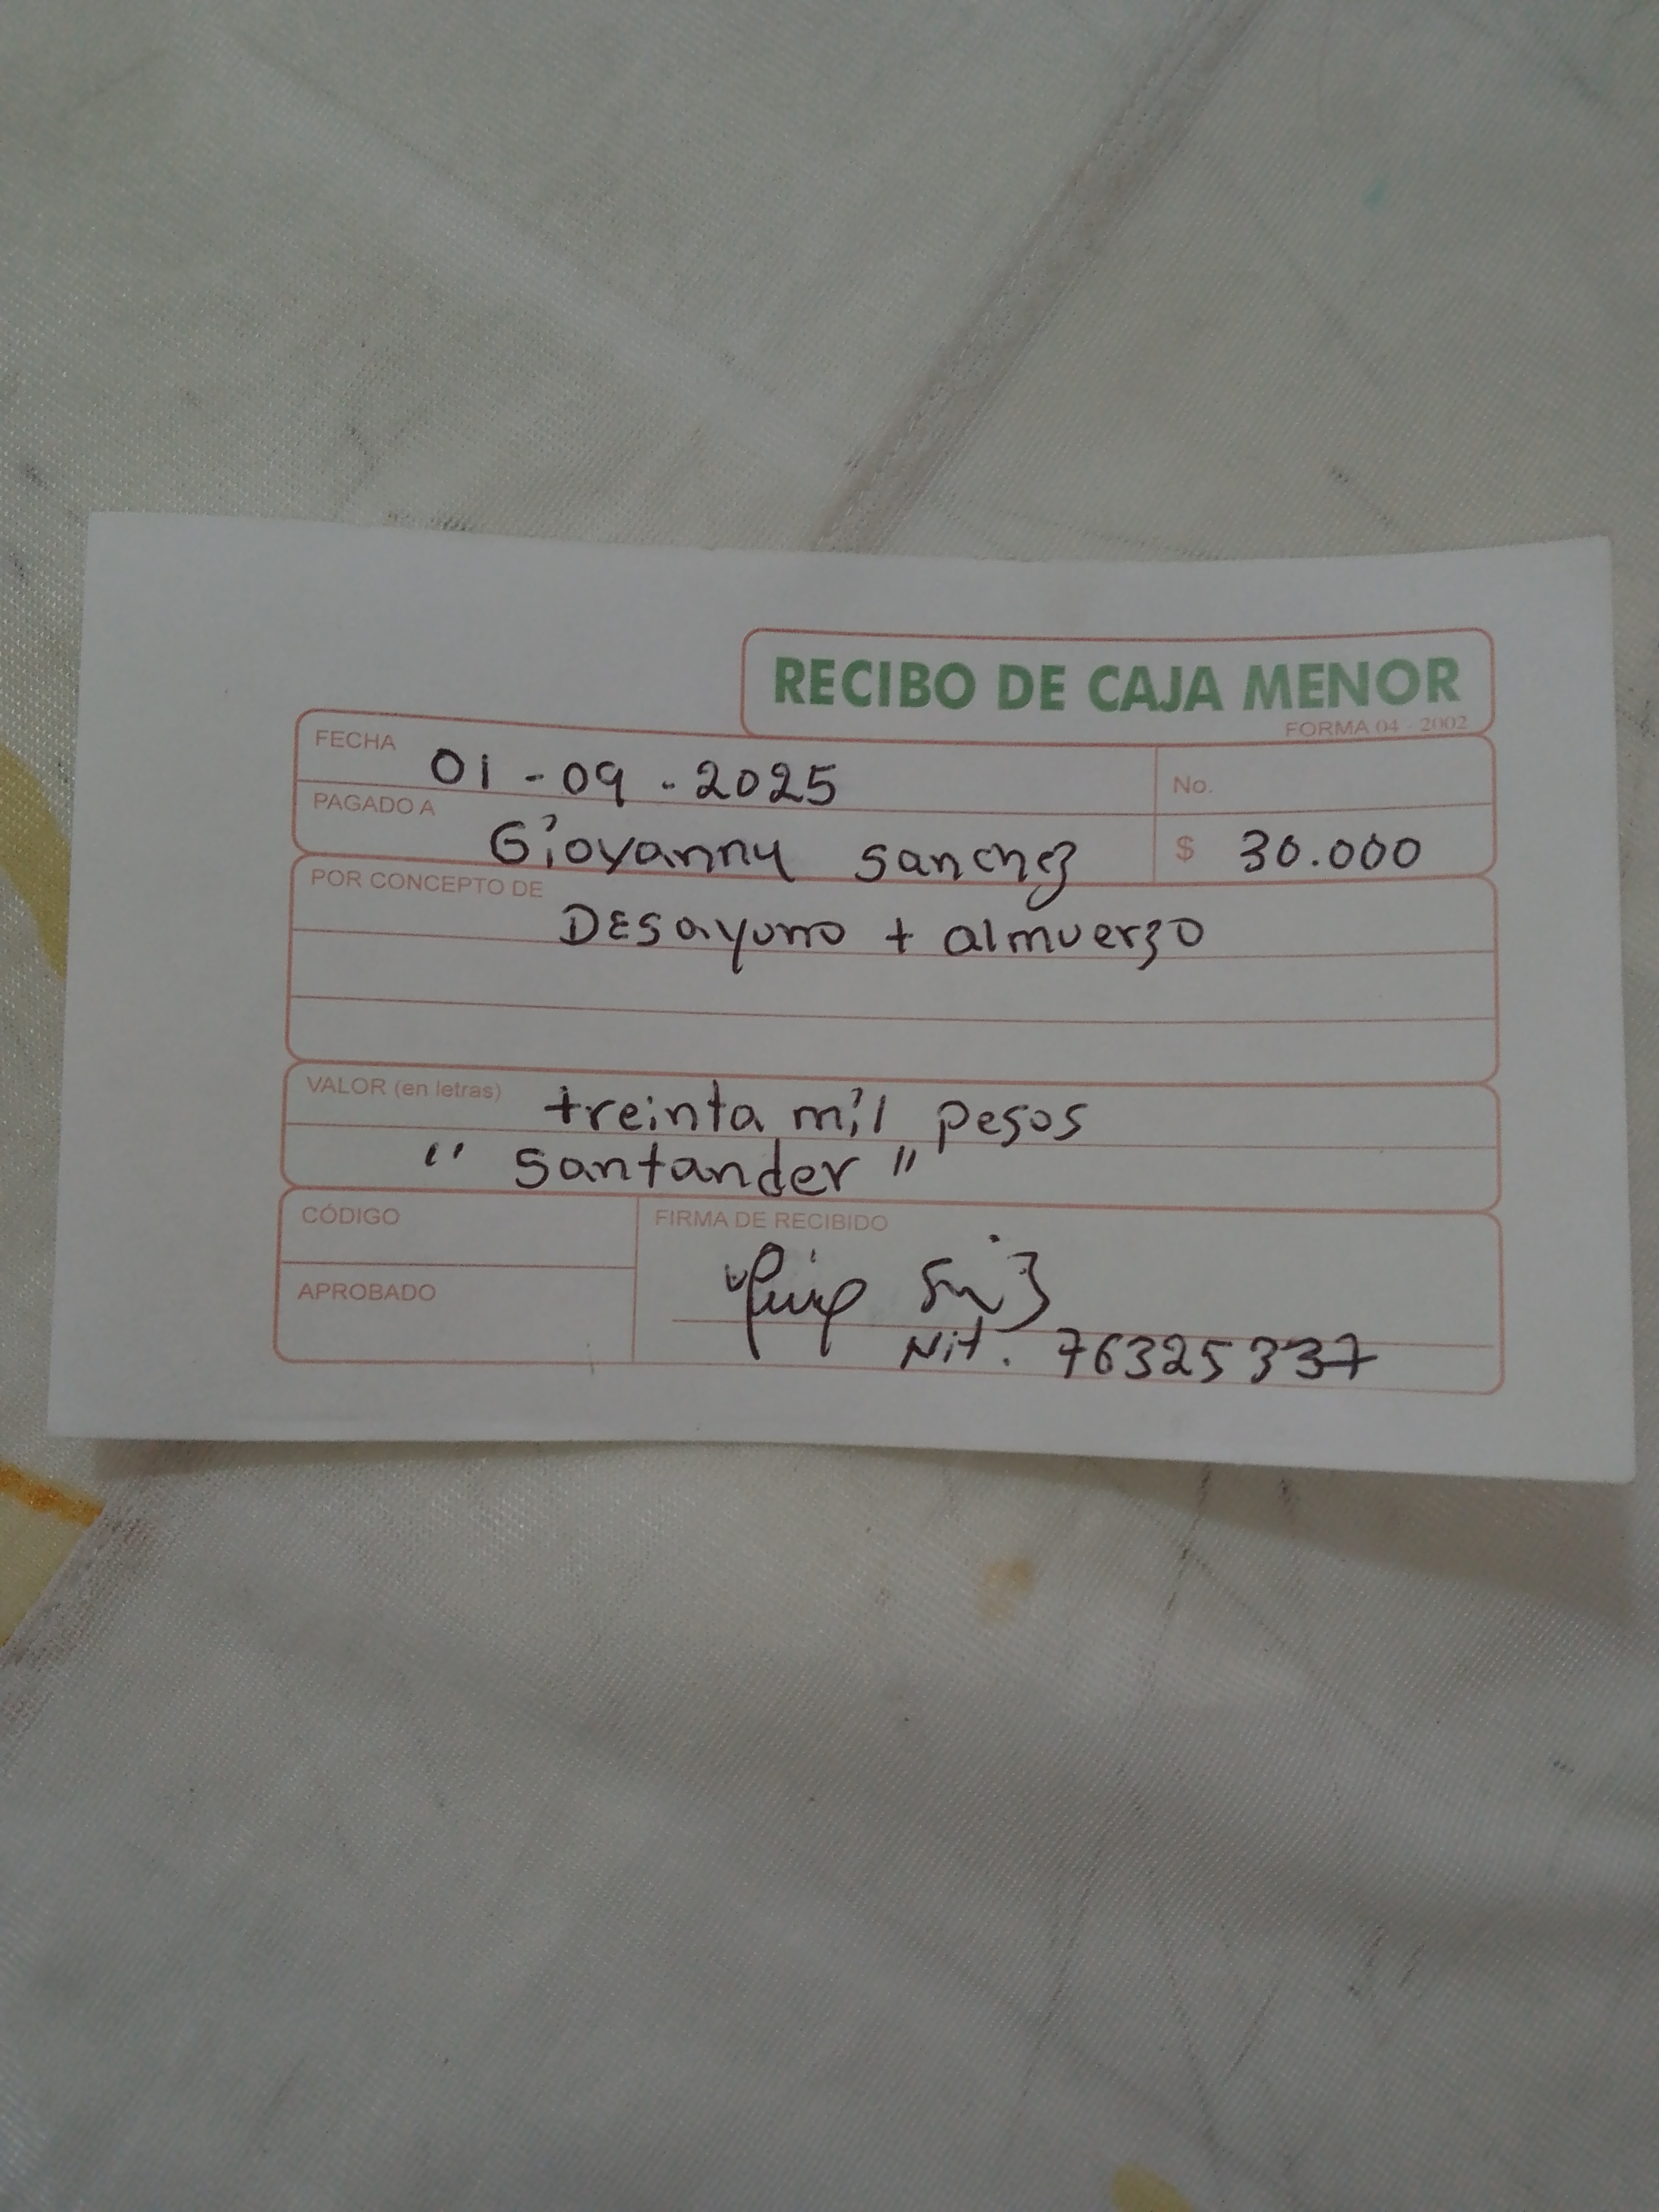 RECIBO DE CAJA MENOR
FORMA 04 - 2002
FECHA 01-09-2025
No.
PAGADO A Giovanny Sanchez
$ 30.000
POR CONCEPTO DE
DESayuno + almuerzo
VALOR (en letras) treinta mil pesos
"Santander"
CÓDIGO
FIRMA DE RECIBIDO
APROBADO
Nit. 76325337